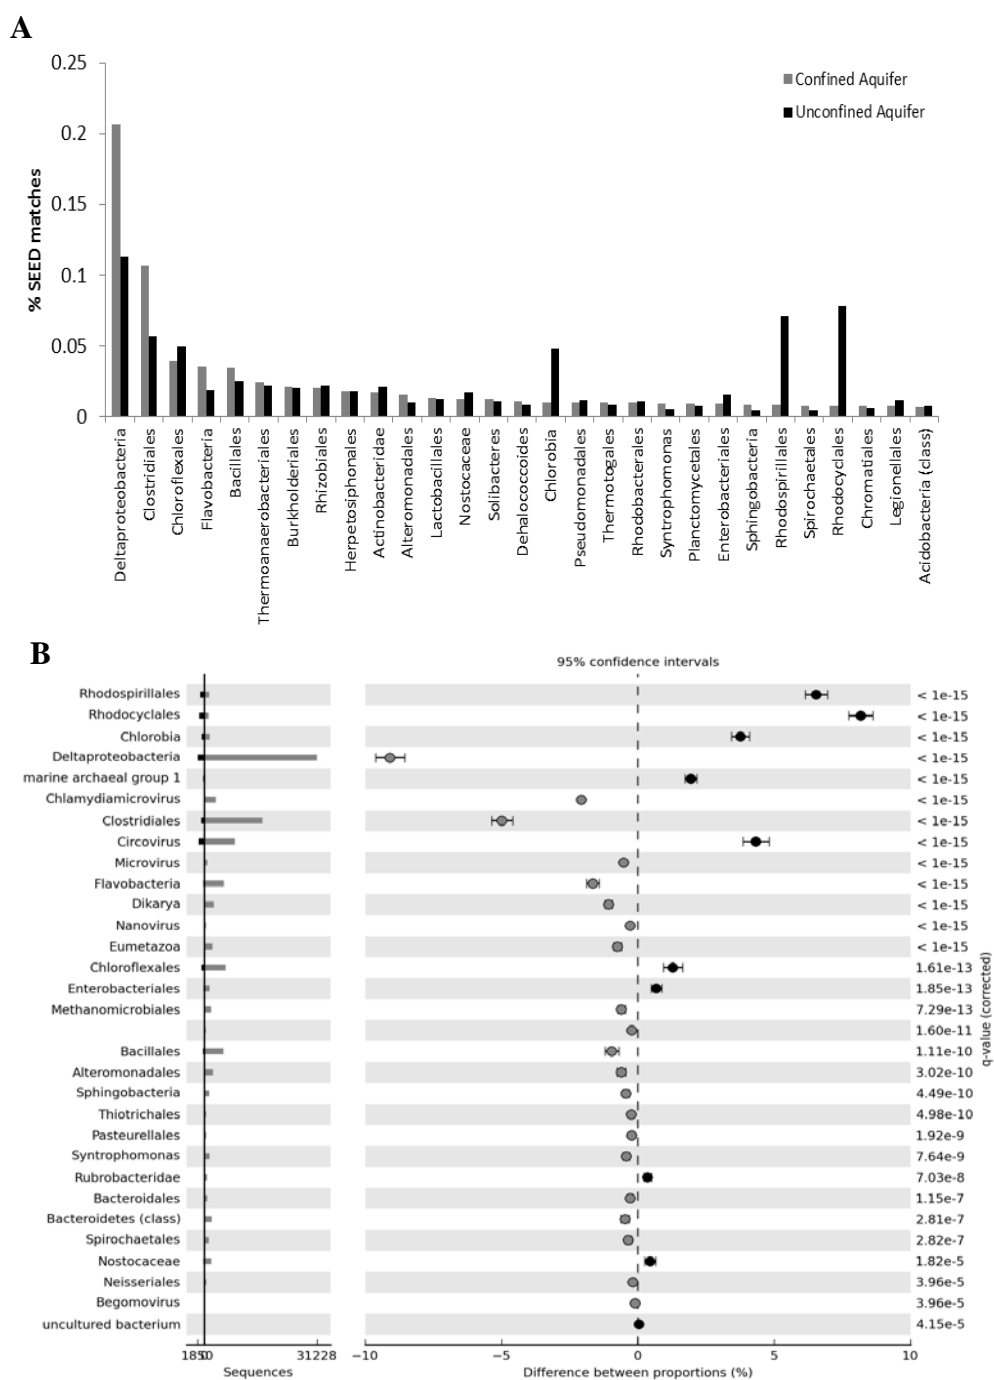 A
0.25
0.2
0.15
0.1
0.05
0
% SEED matches
Confined Aquifer
Unconfined Aquifer
Deltaproteobacteria
Clostridiales
Chloroflexales
Flavobacteria
Bacillales
Thermoanaerobacteriales
Burkholderiales
Rhizobiales
Herpetosiphonales
Actinobacteridae
Alteromonadales
Lactobacillales
Nostocaceae
Solibacteres
Dehalococcoides
Chlorobia
Pseudomonadales
Thermotogales
Rhodobacterales
Syntrophomonas
Planctomycetales
Enterobacteriales
Sphingobacteria
Rhodospirillales
Spirochaetales
Rhodocyclales
Chromatiales
Legionellales
Acidobacteria (class)
B
95% confidence intervals
Rhodospirillales < 1e-15
Rhodocyclales < 1e-15
Chlorobia < 1e-15
Deltaproteobacteria < 1e-15
marine archaeal group 1 < 1e-15
Chlamydiamicrovirus < 1e-15
Clostridiales < 1e-15
Circovirus < 1e-15
Microvirus < 1e-15
Flavobacteria < 1e-15
Dikarya < 1e-15
Nanovirus < 1e-15
Eumetazoa < 1e-15
Chloroflexales 1.61e-13
Enterobacteriales 1.85e-13
Methanomicrobiales 7.29e-13
1.60e-11
Bacillales 1.11e-10
Alteromonadales 3.02e-10
Sphingobacteria 4.49e-10
Thiotrichales 4.98e-10
Pasteurellales 1.92e-9
Syntrophomonas 7.64e-9
Rubrobacteridae 7.03e-8
Bacteroidales 1.15e-7
Bacteroidetes (class) 2.81e-7
Spirochaetales 2.82e-7
Nostocaceae 1.82e-5
Neisseriales 3.96e-5
Begomovirus 3.96e-5
uncultured bacterium 4.15e-5
q-value (corrected)
31228 −10 −5 0 5 10
Sequences Difference between proportions (%)